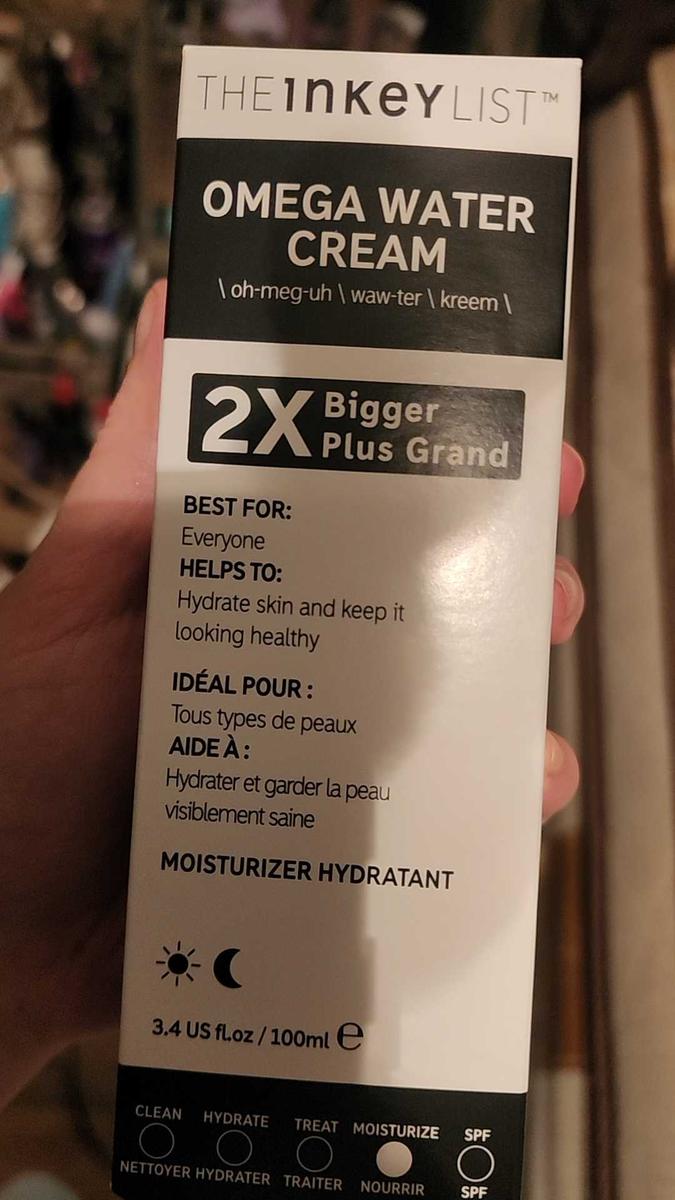 THE INKEY LIST™
OMEGA WATER
CREAM
\ oh-meg-uh \ waw-ter \ kreem \
2X Bigger
Plus Grand
BEST FOR:
Everyone
HELPS TO:
Hydrate skin and keep it
looking healthy
IDÉAL POUR :
Tous types de peaux
AIDE À :
Hydrater et garder la peau
visiblement saine
MOISTURIZER HYDRATANT
3.4 US fl.oz / 100ml ℮
CLEAN HYDRATE TREAT MOISTURIZE SPF
NETTOYER HYDRATER TRAITER NOURRIR SPF